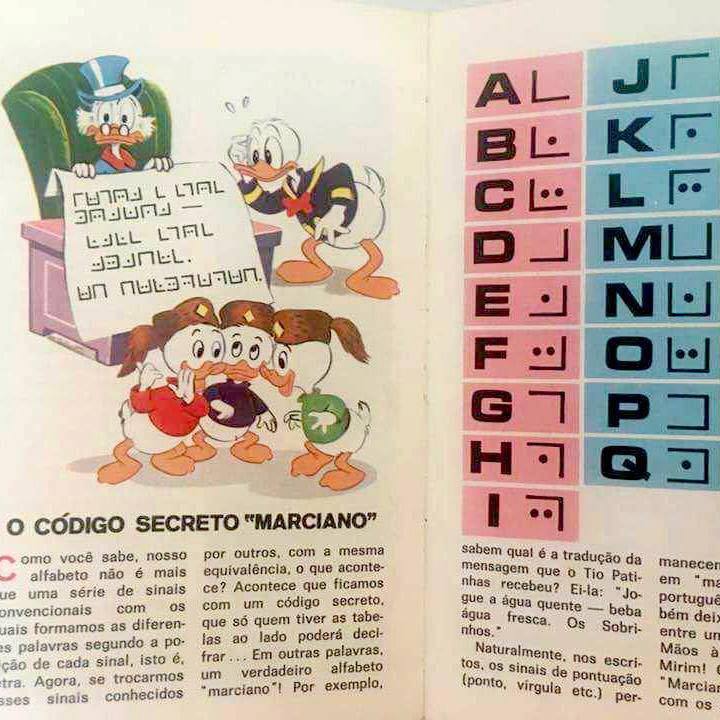 O CÓDIGO SECRETO "MARCIANO"
Como você sabe, nosso
alfabeto não é mais
que uma série de sinais
convencionais com os
quais formamos as diferen-
tes palavras segundo a po-
sição de cada sinal, isto é,
letra. Agora, se trocarmos
esses sinais conhecidos
por outros, com a mesma
equivalência, o que aconte-
ce? Acontece que ficamos
com um código secreto,
que só quem tiver as tabe-
las ao lado poderá deci-
frar... Em outras palavras,
um verdadeiro alfabeto
"marciano"! Por exemplo,
A
B
C
D
E
F
G
H
I
J
K
L
M
N
O
P
Q
sabem qual é a tradução da
mensagem que o Tio Pati-
nhas recebeu? Ei-la: "Jo-
gue a água quente — beba
água fresca. Os Sobri-
nhos."
Naturalmente, nos escri-
tos, os sinais de pontuação
(ponto, vírgula etc.) per-
manecem
em "ma
portuguê
bém deix
entre um
Mãos à
Mirim! é
"Marcian
com os